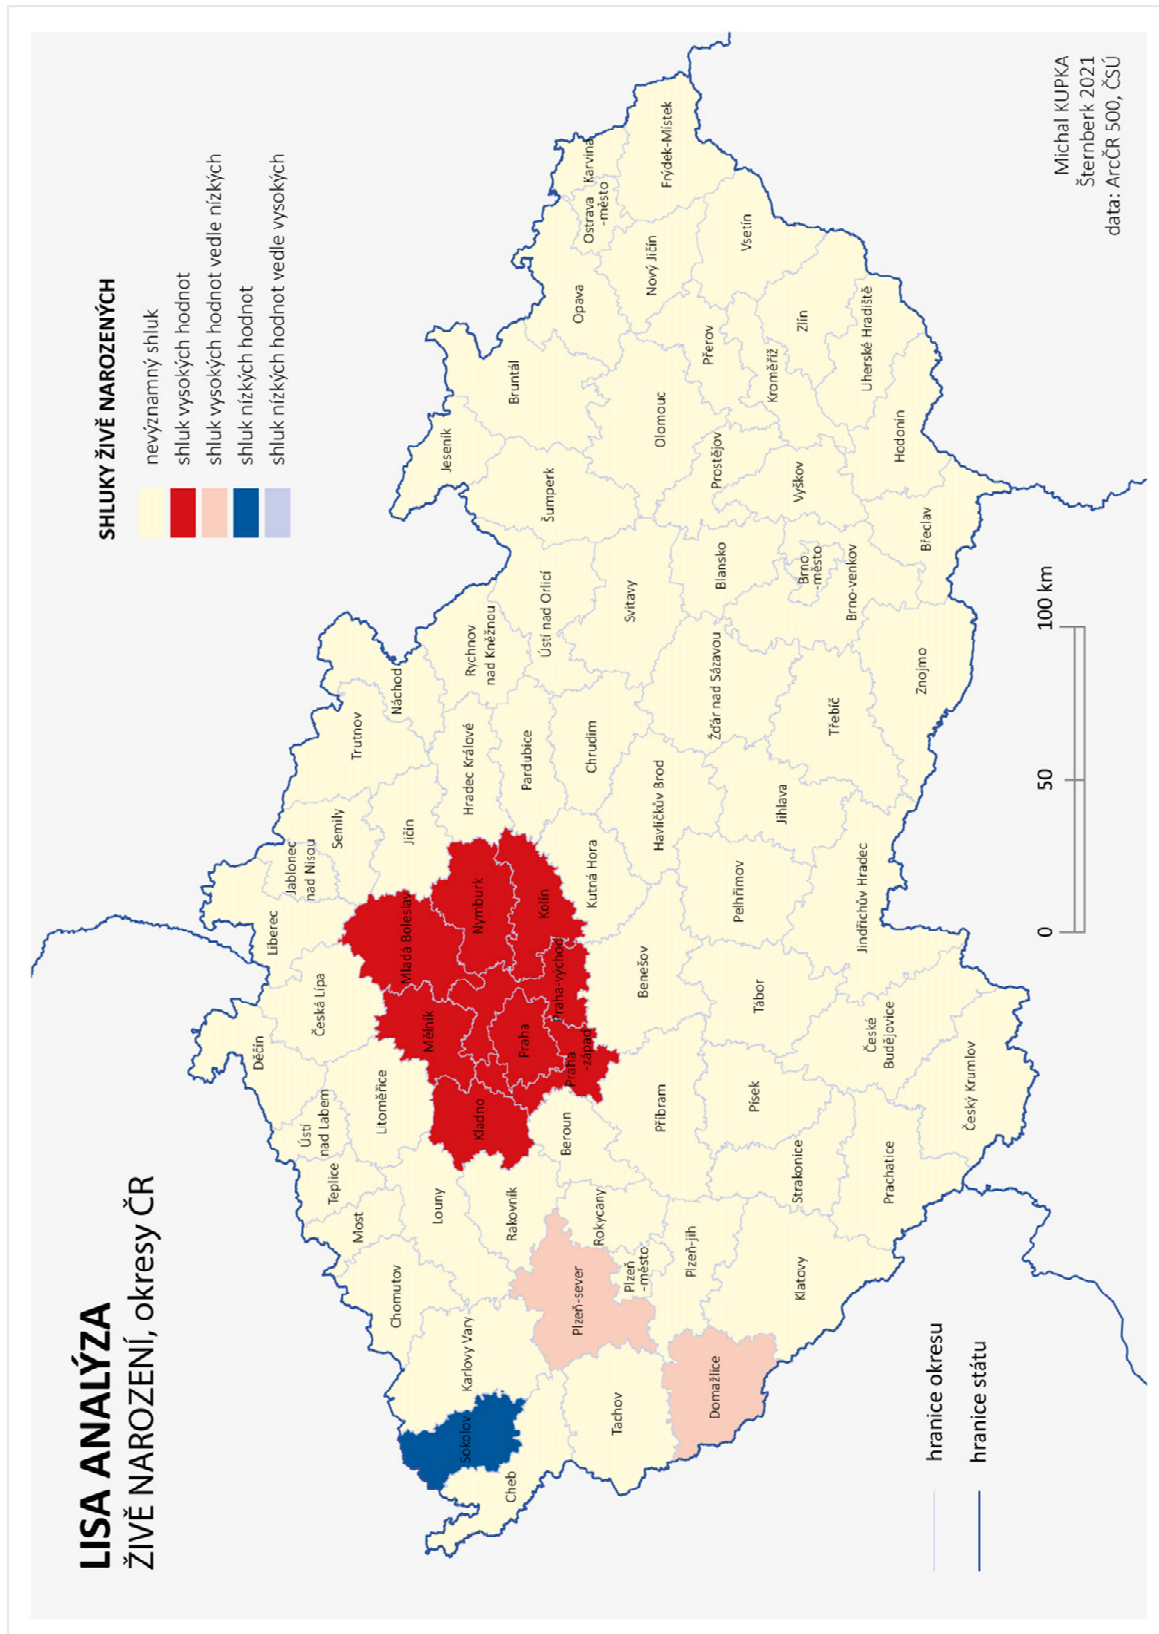 LISA ANALÝZA
ŽIVĚ NAROZENÍ, okresy ČR
SHLUKY ŽIVĚ NAROZENÝCH
nevýznamný shluk
shluk vysokých hodnot
shluk vysokých hodnot vedle nízkých
shluk nízkých hodnot
shluk nízkých hodnot vedle vysokých
Děčín
Liberec
Jablonec
nad Nisou
Ústí
nad Labem
Česká Lípa
Semily
Teplice
Trutnov
Most
Litoměřice
Mladá Boleslav
Jičín
Náchod
Chomutov
Louny
Mělník
Jeseník
Karlovy Vary
Sokolov
Kladno
Nymburk
Hradec Králové
Rychnov
nad Kněžnou
Cheb
Rakovník
Praha
Praha-východ
Kolín
Pardubice
Ústí nad Orlicí
Šumperk
Bruntál
Praha
-západ
Beroun
Plzeň-sever
Rokycany
Kutná Hora
Chrudim
Opava
Ostrava
-město
Karviná
Tachov
Plzeň
-město
Benešov
Svitavy
Příbram
Havlíčkův Brod
Olomouc
Nový Jičín
Frýdek-Místek
Plzeň-jih
Domažlice
Žďár nad Sázavou
Blansko
Prostějov
Přerov
Písek
Tábor
Pelhřimov
Vsetín
Klatovy
Strakonice
Jihlava
Brno
-město
Vyškov
Kroměříž
Zlín
Třebíč
Brno-venkov
Uherské Hradiště
Prachatice
České
Budějovice
Jindřichův Hradec
Hodonín
Znojmo
Břeclav
Český Krumlov
hranice okresu
hranice státu
0
50
100 km
Michal KUPKA
Šternberk 2021
data: ArcČR 500, ČSÚ